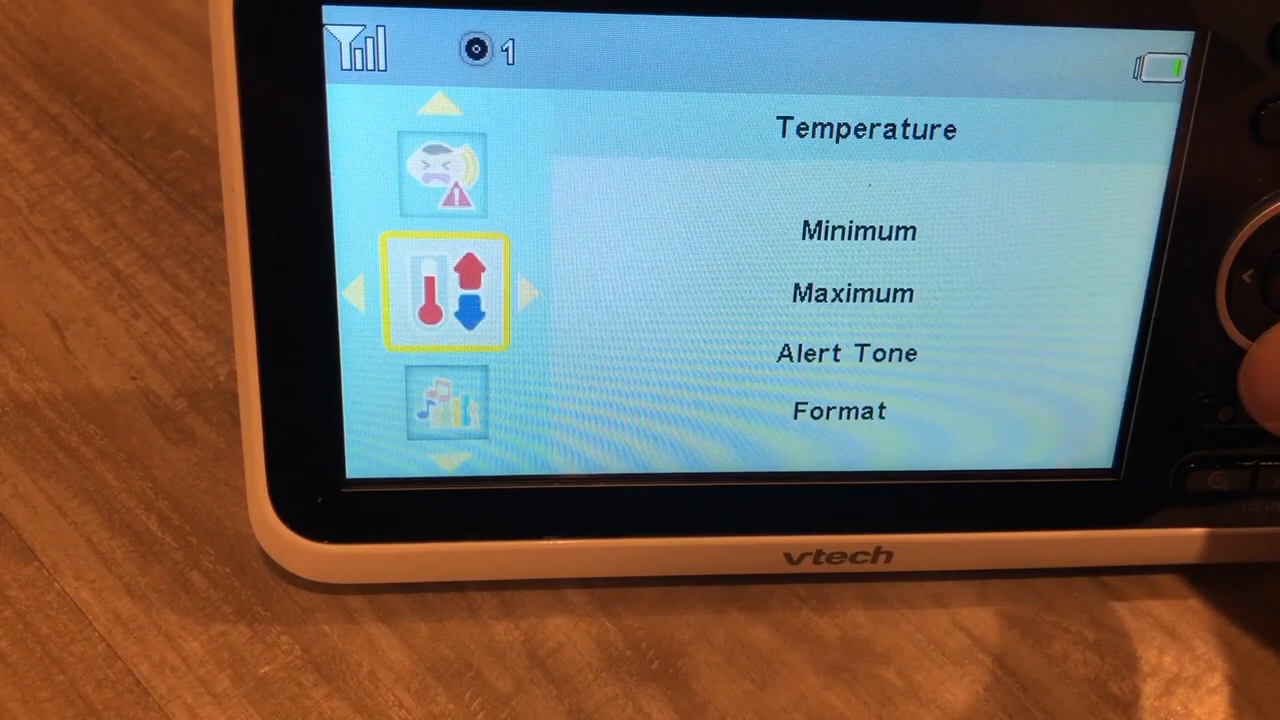 1
Temperature
Minimum
Maximum
Alert Tone
Format
vtech